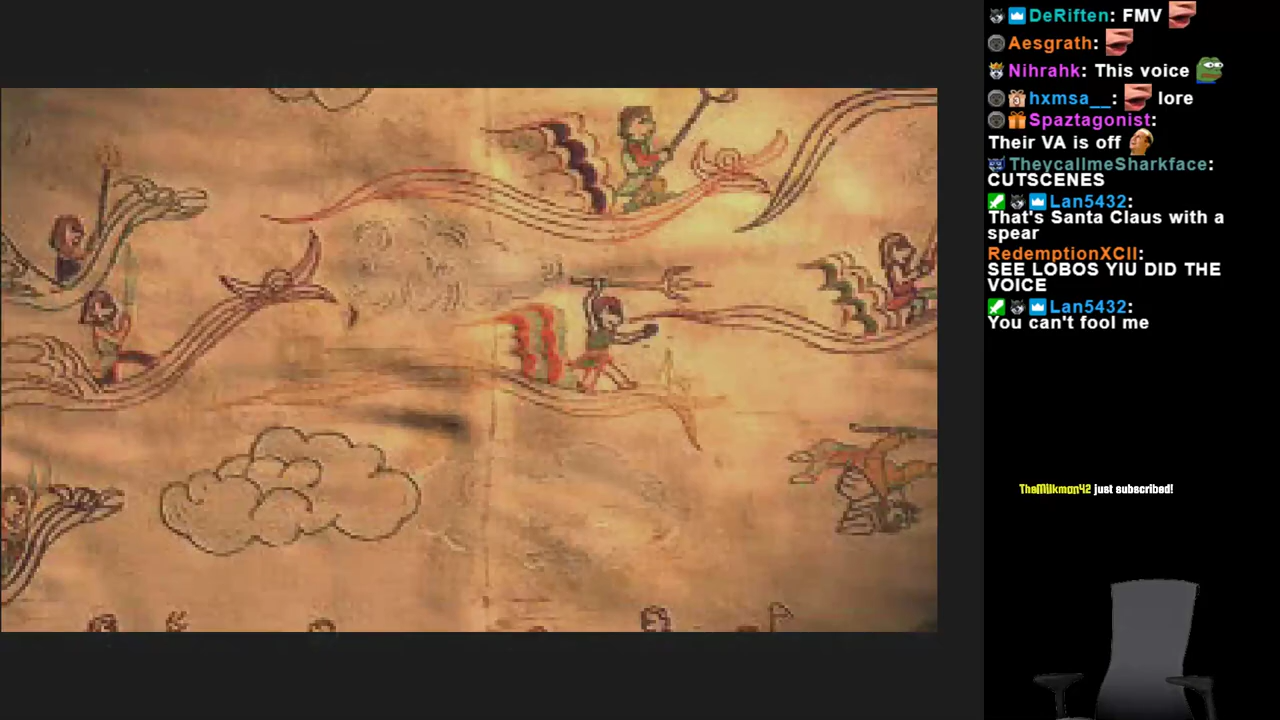 DeRiften: FMV
Aesgrath:
Nihrahk: This voice
hxmsa__: lore
Spaztagonist:
Their VA is off
TheycallmeSharkface:
CUTSCENES
Lan5432:
That's Santa Claus with a
spear
RedemptionXCII:
SEE LOBOS YIU DID THE
VOICE
Lan5432:
You can't fool me
TheMilkman42 just subscribed!